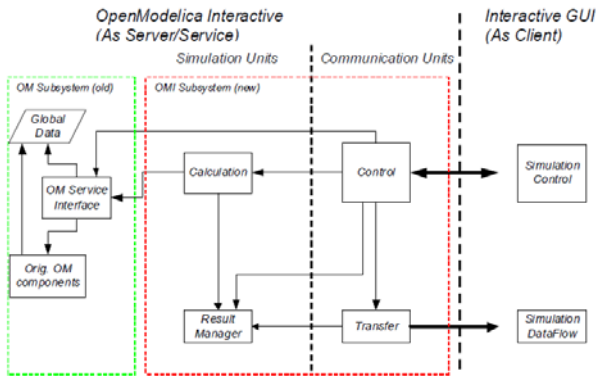 OpenModelica Interactive
(As Server/Service)
Interactive GUI
(As Client)
Simulation Units
Communication Units
OM Subsystem (old)
OMI Subsystem (new)
Global
Data
OM Service
Interface
Calculation
Control
Simulation
Control
Orig. OM
components
Result
Manager
Transfer
Simulation
DataFlow